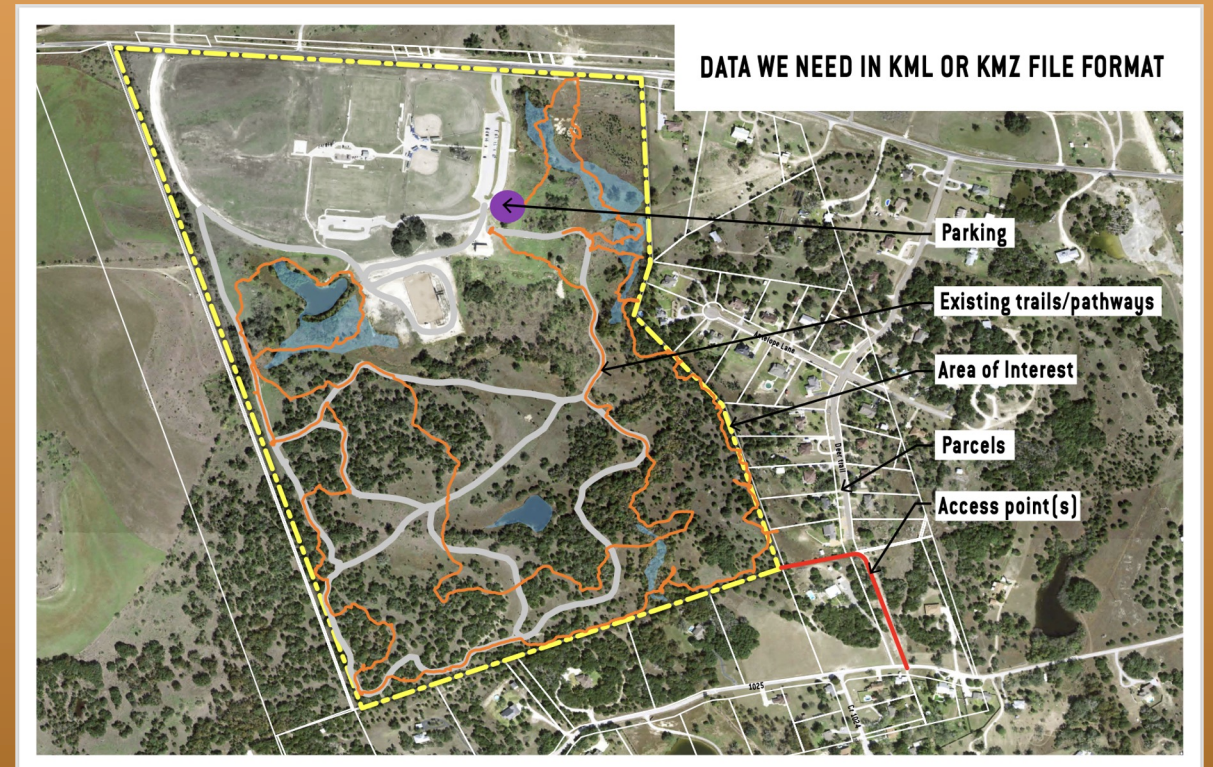 DATA WE NEED IN KML OR KMZ FILE FORMAT
Parking
Existing trails/pathways
Area of Interest
Parcels
Access point(s)
1025